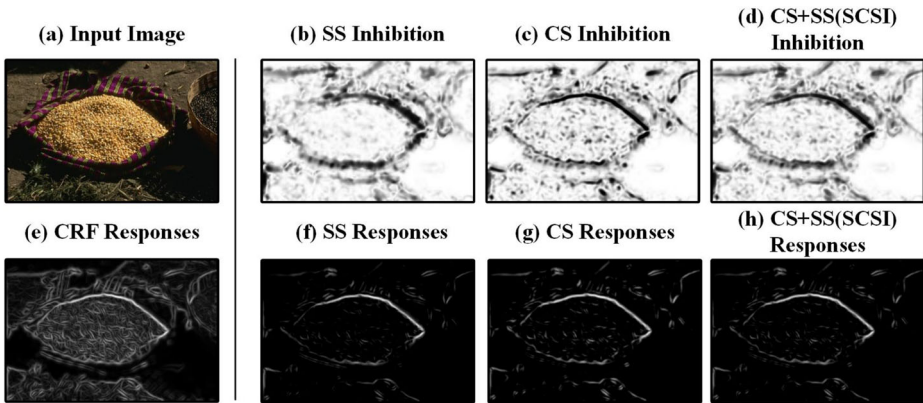 (a) Input Image
(b) SS Inhibition
(c) CS Inhibition
(d) CS+SS(SCSI)
Inhibition
(e) CRF Responses
(f) SS Responses
(g) CS Responses
(h) CS+SS(SCSI)
Responses